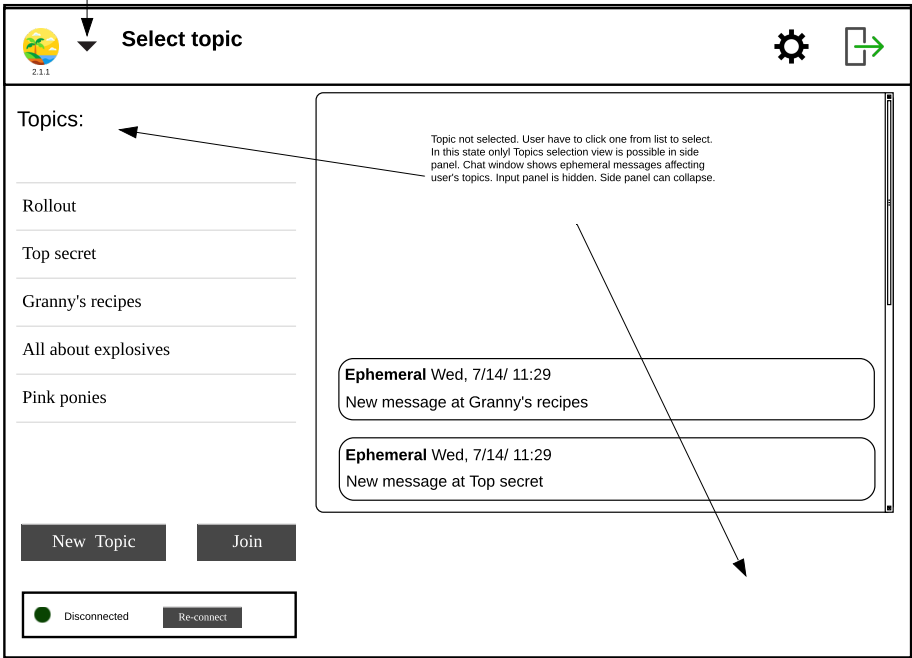 Select topic
2.1.1
Topics:
Rollout
Top secret
Granny's recipes
All about explosives
Pink ponies
New Topic
Join
Disconnected
Re-connect
Topic not selected. User have to click one from list to select.
In this state only! Topics selection view is possible in side
panel. Chat window shows ephemeral messages affecting
user's topics. Input panel is hidden. Side panel can collapse.
Ephemeral Wed, 7/14/ 11:29
New message at Granny's recipes
Ephemeral Wed, 7/14/ 11:29
New message at Top secret